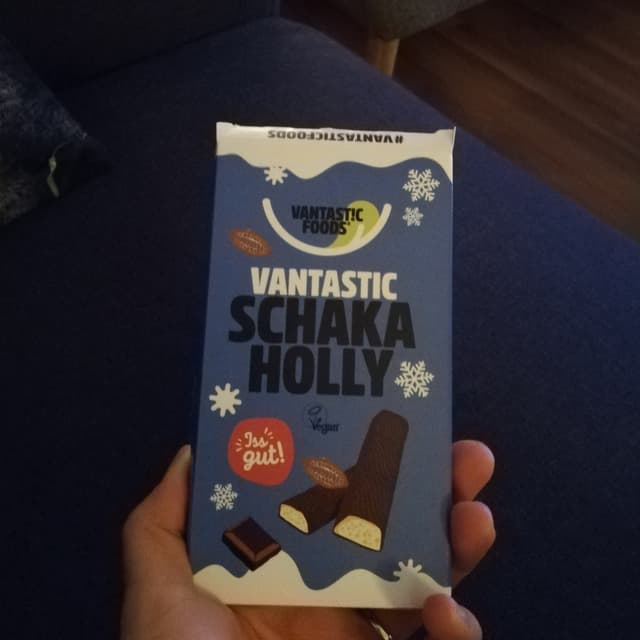 #VANTASTICFOODS
VANTASTIC
FOODS
VANTASTIC
SCHAKA
HOLLY
Vegan
Iss
gut!